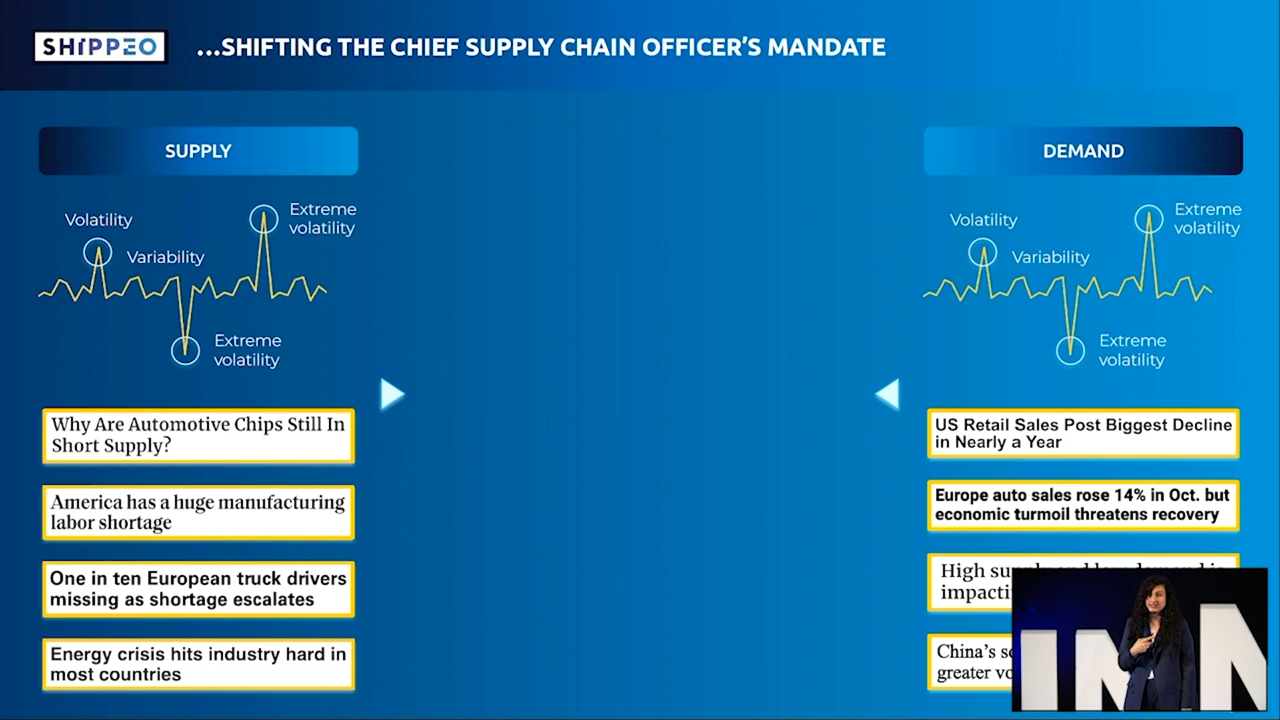 SHIPPEO
...SHIFTING THE CHIEF SUPPLY CHAIN OFFICER'S MANDATE
SUPPLY
Volatility
Extreme
volatility
Variability
Extreme
volatility
Why Are Automotive Chips Still In
Short Supply?
America has a huge manufacturing
labor shortage
One in ten European truck drivers
missing as shortage escalates
Energy crisis hits industry hard in
most countries
DEMAND
Volatility
Extreme
volatility
Variability
Extreme
volatility
US Retail Sales Post Biggest Decline
in Nearly a Year
Europe auto sales rose 14% in Oct. but
economic turmoil threatens recovery
High
China's
greater